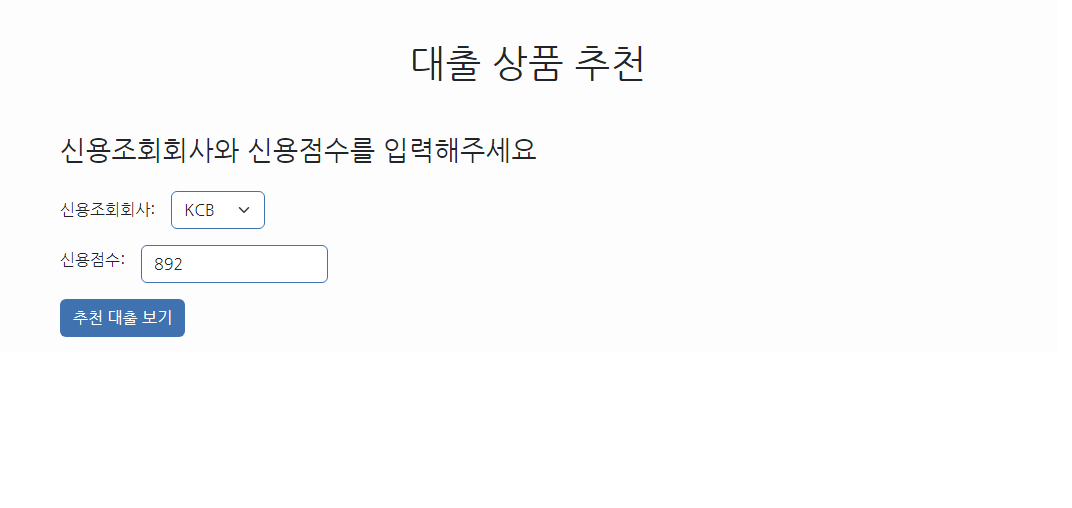 대출 상품 추천
신용조회회사와 신용점수를 입력해주세요
신용조회회사: KCB
신용점수: 892
추천 대출 보기